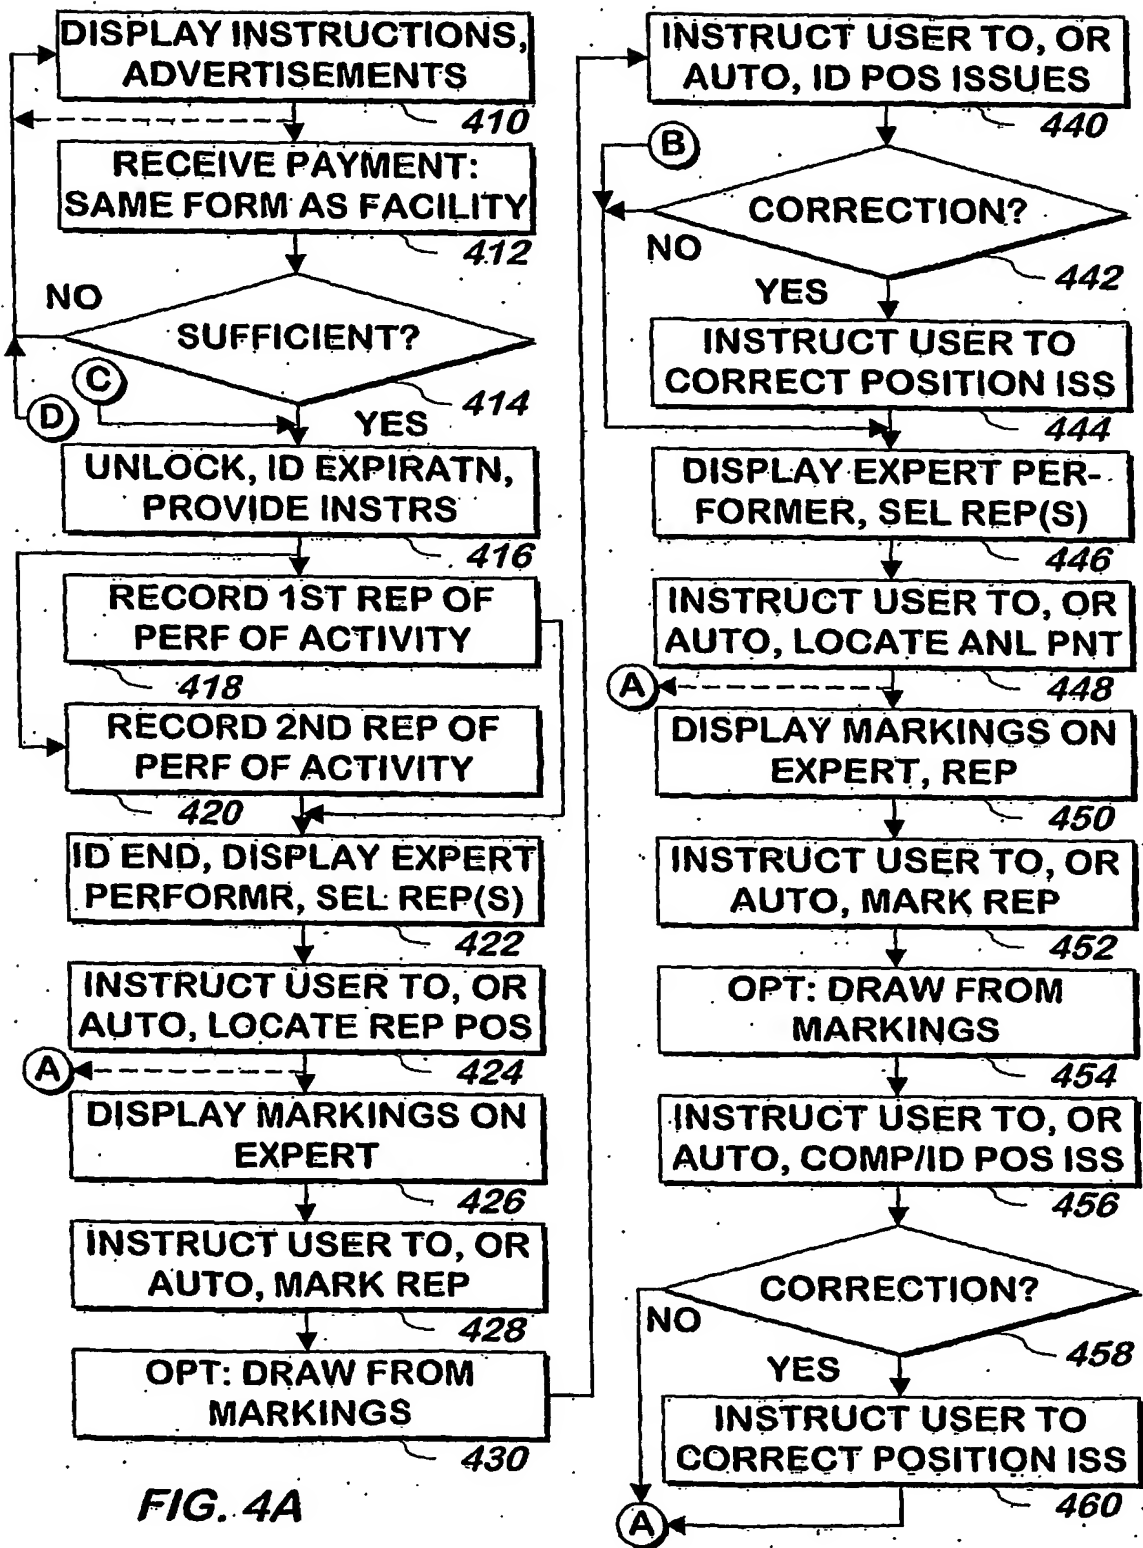 DISPLAY INSTRUCTIONS,
ADVERTISEMENTS
410
RECEIVE PAYMENT:
SAME FORM AS FACILITY
412
NO
SUFFICIENT?
C
414
D
YES
UNLOCK, ID EXPIRATN,
PROVIDE INSTRS
416
RECORD 1ST REP OF
PERF OF ACTIVITY
418
RECORD 2ND REP OF
PERF OF ACTIVITY
420
ID END, DISPLAY EXPERT
PERFORMR, SEL REP(S)
422
INSTRUCT USER TO, OR
AUTO, LOCATE REP POS
424
A
DISPLAY MARKINGS ON
EXPERT
426
INSTRUCT USER TO, OR
AUTO, MARK REP
428
OPT: DRAW FROM
MARKINGS
430
FIG. 4A
INSTRUCT USER TO, OR
AUTO, ID POS ISSUES
440
B
CORRECTION?
NO
442
YES
INSTRUCT USER TO
CORRECT POSITION ISS
444
DISPLAY EXPERT PER-
FORMER, SEL REP(S)
446
INSTRUCT USER TO, OR
AUTO, LOCATE ANL PNT
448
A
DISPLAY MARKINGS ON
EXPERT, REP
450
INSTRUCT USER TO, OR
AUTO, MARK REP
452
OPT: DRAW FROM
MARKINGS
454
INSTRUCT USER TO, OR
AUTO, COMP/ID POS ISS
456
CORRECTION?
NO
458
YES
INSTRUCT USER TO
CORRECT POSITION ISS
460
A